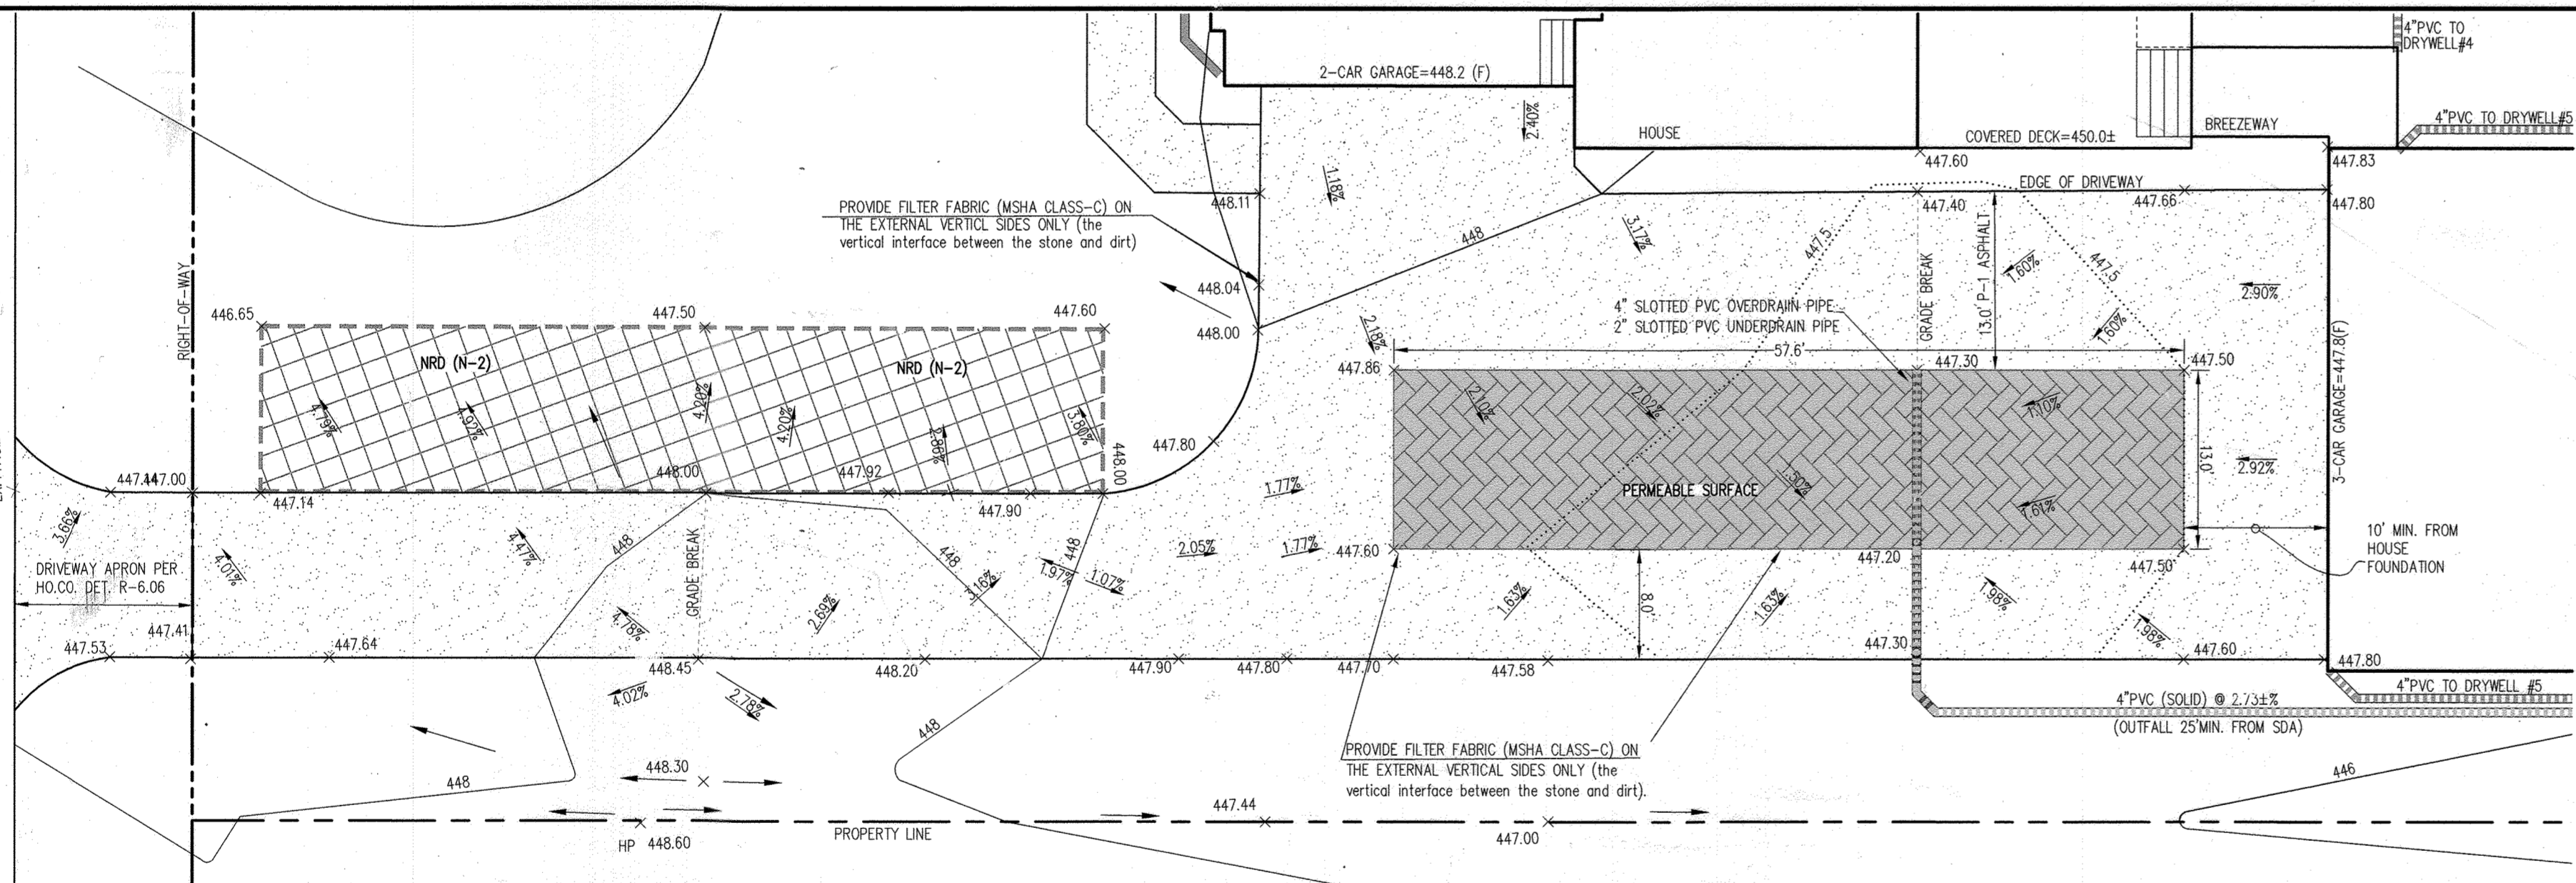 4"PVC TO
DRYWELL#4
2-CAR GARAGE=448.2 (F)
2.40%
4"PVC TO DRYWELL#5
HOUSE
COVERED DECK=450.0±
BREEZEWAY
447.60
447.83
1.18%
EDGE OF DRIVEWAY
448.11
447.40
447.66
447.80
PROVIDE FILTER FABRIC (MSHA CLASS-C) ON
THE EXTERNAL VERTICL SIDES ONLY (the
vertical interface between the stone and dirt)
3.17%
448
447.5
13.0' P-1 ASPHALT
GRADE BREAK
1.60%
447.5
2.90%
RIGHT-OF-WAY
448.04
4" SLOTTED PVC OVERDRAIN PIPE
2" SLOTTED PVC UNDERDRAIN PIPE
1.60%
446.65
447.50
447.60
448.00
2.18%
57.6'
447.30
447.50
447.86
NRD (N-2)
NRD (N-2)
3-CAR GARAGE=447.8(F)
4.79%
4.92%
4.20%
4.20%
2.88%
3.80%
2.10%
2.02%
1.10%
447.80
448.00
13.0'
2.92%
447.44
447.00
448.00
447.92
447.14
447.90
1.77%
PERMEABLE SURFACE
1.50%
1.61%
3.66%
4.01%
4.47%
448
GRADE BREAK
448
448
2.05%
1.77%
447.60
447.20
447.50
10' MIN. FROM
HOUSE
FOUNDATION
DRIVEWAY APRON PER
HO.CO. DET. R-6.06
1.97%
1.07%
3.16%
2.69%
4.78%
1.63%
8.0'
1.63%
1.98%
1.98%
447.41
447.53
447.64
448.45
448.20
447.90
447.80
447.70
447.58
447.30
447.60
447.80
4.02%
2.78%
4"PVC TO DRYWELL #5
4"PVC (SOLID) @ 2.73±%
(OUTFALL 25'MIN. FROM SDA)
448
PROVIDE FILTER FABRIC (MSHA CLASS-C) ON
THE EXTERNAL VERTICAL SIDES ONLY (the
vertical interface between the stone and dirt).
448.30
448
446
447.44
PROPERTY LINE
447.00
HP 448.60